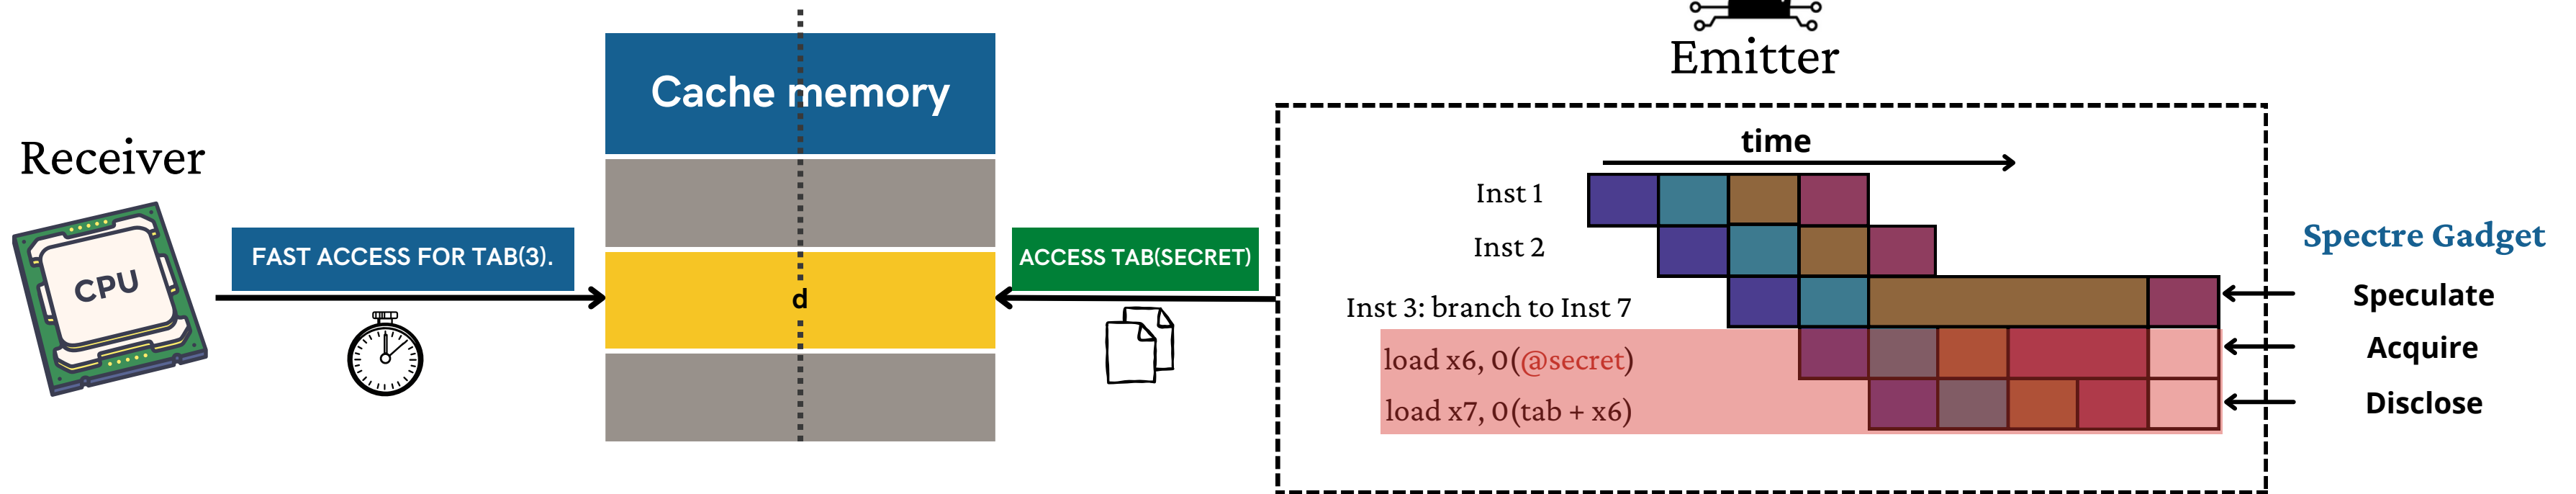 Emitter
Cache memory
time
Receiver
Inst 1
Inst 2
Spectre Gadget
FAST ACCESS FOR TAB(3).
ACCESS TAB(SECRET)
CPU
d
Inst 3: branch to Inst 7
Speculate
load x6, 0(@secret)
Acquire
load x7, 0(tab + x6)
Disclose